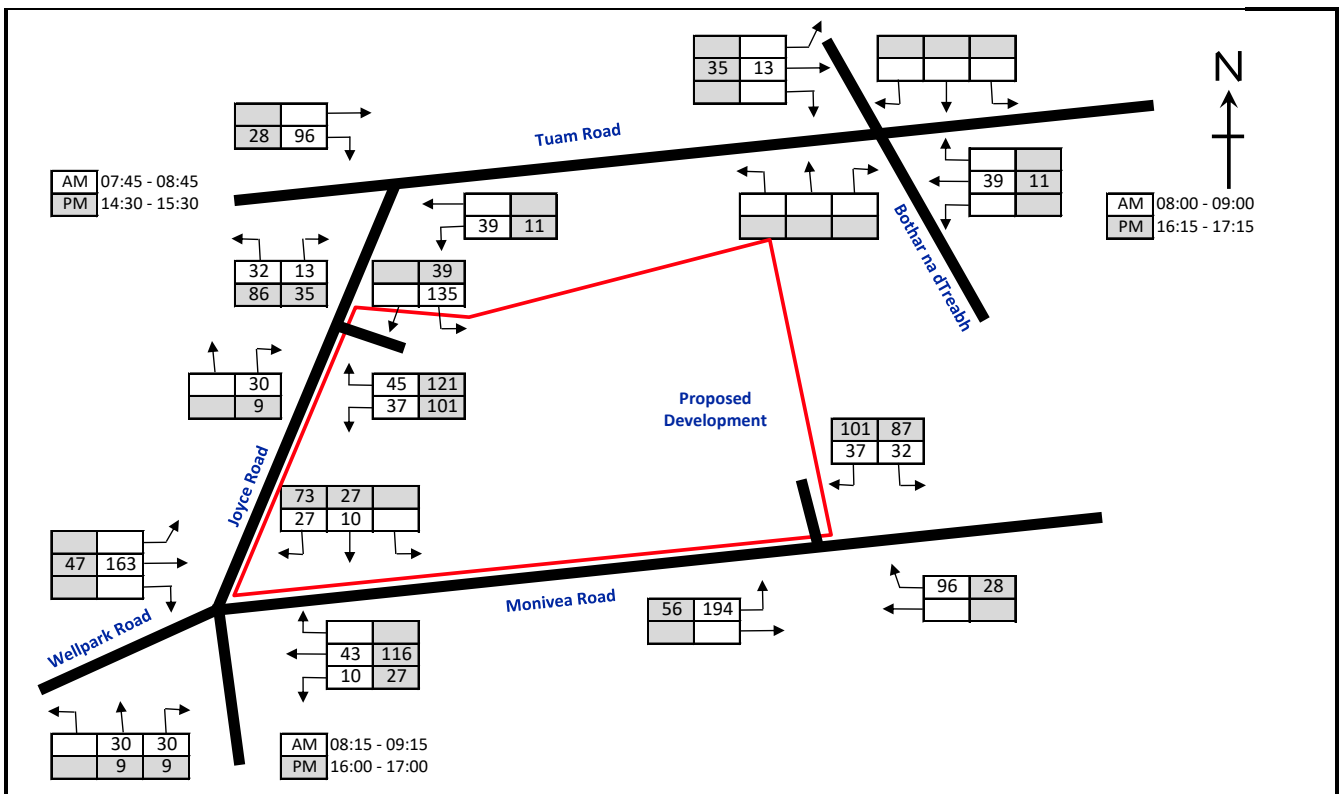 35 13
N
28 96
Tuam Road
AM 07:45 - 08:45
PM 14:30 - 15:30
39 11
AM 08:00 - 09:00
PM 16:15 - 17:15
39 11
Bothar na dTreabh
32 13
86 35
39
135
30
9
45 121
37 101
Proposed
Development
101 87
37 32
Joyce Road
73 27
27 10
47 163
Monivea Road
56 194
96 28
Wellpark Road
43 116
10 27
30 30
9 9
AM 08:15 - 09:15
PM 16:00 - 17:00